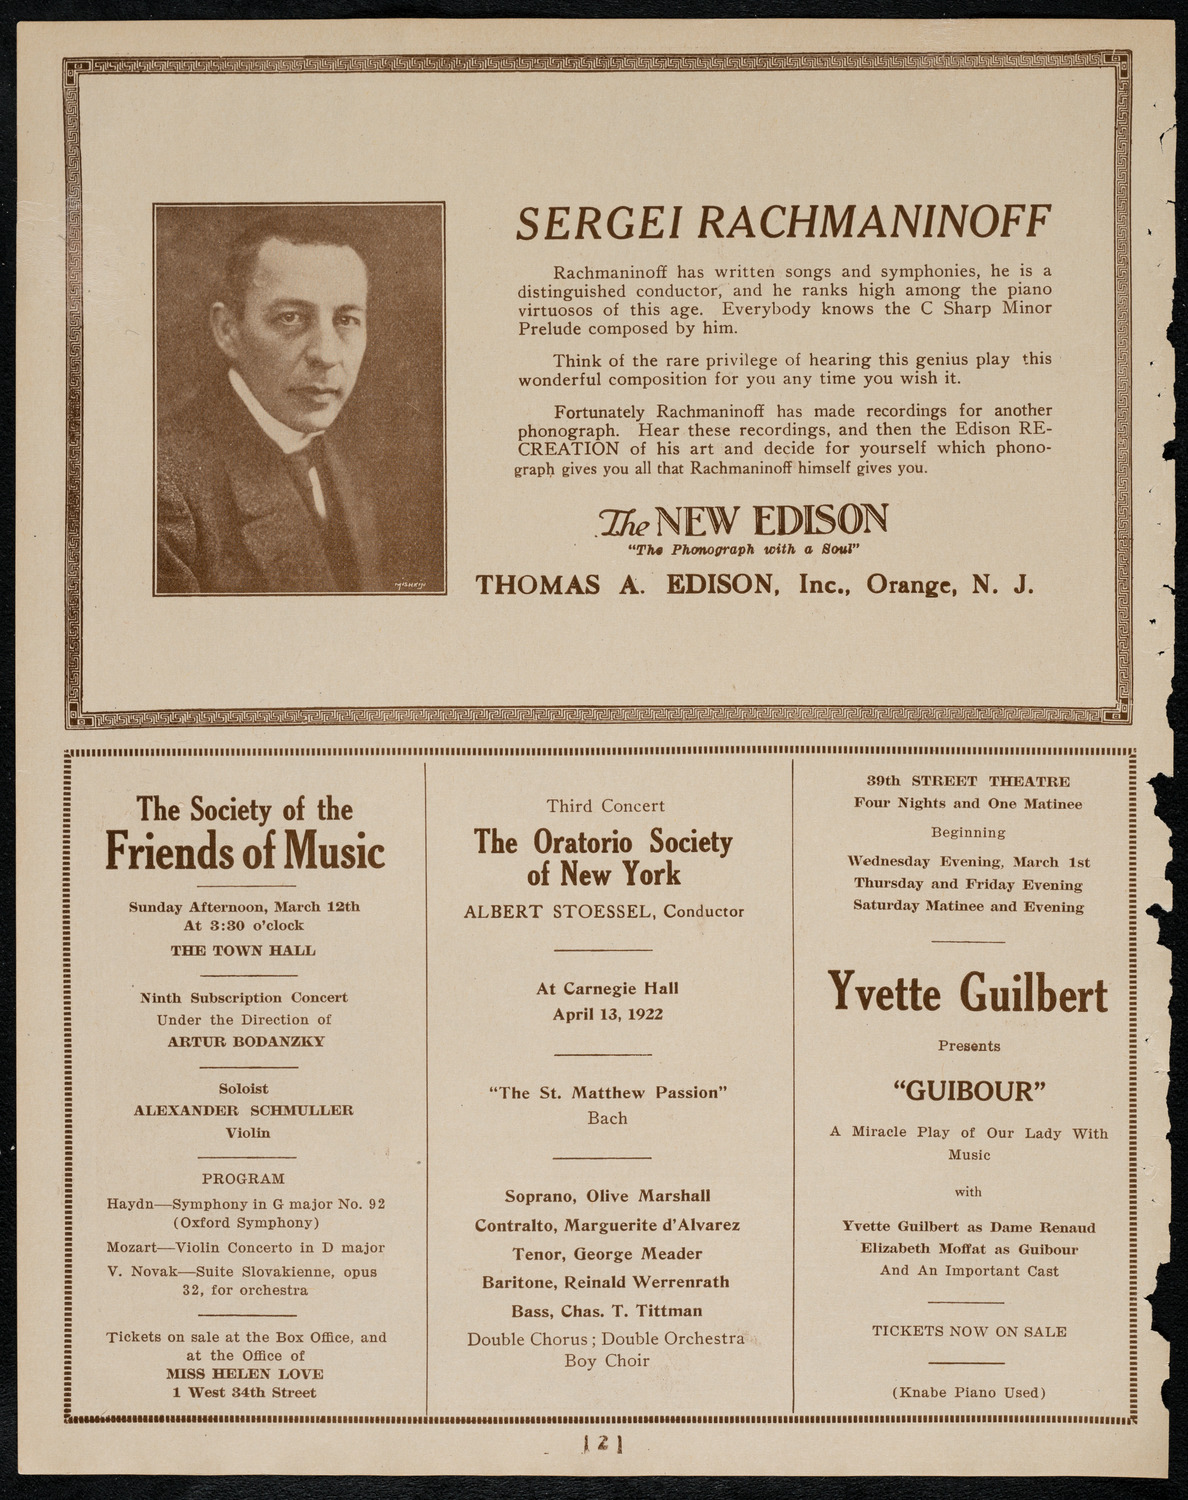 SERGEI RACHMANINOFF
Rachmaninoff has written songs and symphonies, he is a
distinguished conductor, and he ranks high among the piano
virtuosos of this age. Everybody knows the C Sharp Minor
Prelude composed by him.
Think of the rare privilege of hearing this genius play this
wonderful composition for you any time you wish it.
Fortunately Rachmaninoff has made recordings for another
phonograph. Hear these recordings, and then the Edison RE-
CREATION of his art and decide for yourself which phono-
graph gives you all that Rachmaninoff himself gives you.
The NEW EDISON
"The Phonograph with a Soul"
THOMAS A. EDISON, Inc., Orange, N. J.
MISHKIN
The Society of the
Friends of Music
Sunday Afternoon, March 12th
At 3:30 o'clock
THE TOWN HALL
Ninth Subscription Concert
Under the Direction of
ARTUR BODANZKY
Soloist
ALEXANDER SCHMULLER
Violin
PROGRAM
Haydn—Symphony in G major No. 92
(Oxford Symphony)
Mozart—Violin Concerto in D major
V. Novak—Suite Slovakienne, opus
32, for orchestra
Tickets on sale at the Box Office, and
at the Office of
MISS HELEN LOVE
1 West 34th Street
Third Concert
The Oratorio Society
of New York
ALBERT STOESSEL, Conductor
At Carnegie Hall
April 13, 1922
"The St. Matthew Passion"
Bach
Soprano, Olive Marshall
Contralto, Marguerite d'Alvarez
Tenor, George Meader
Baritone, Reinald Werrenrath
Bass, Chas. T. Tittman
Double Chorus; Double Orchestra
Boy Choir
39th STREET THEATRE
Four Nights and One Matinee
Beginning
Wednesday Evening, March 1st
Thursday and Friday Evening
Saturday Matinee and Evening
Yvette Guilbert
Presents
"GUIBOUR"
A Miracle Play of Our Lady With
Music
with
Yvette Guilbert as Dame Renaud
Elizabeth Moffat as Guibour
And An Important Cast
TICKETS NOW ON SALE
(Knabe Piano Used)
[2]